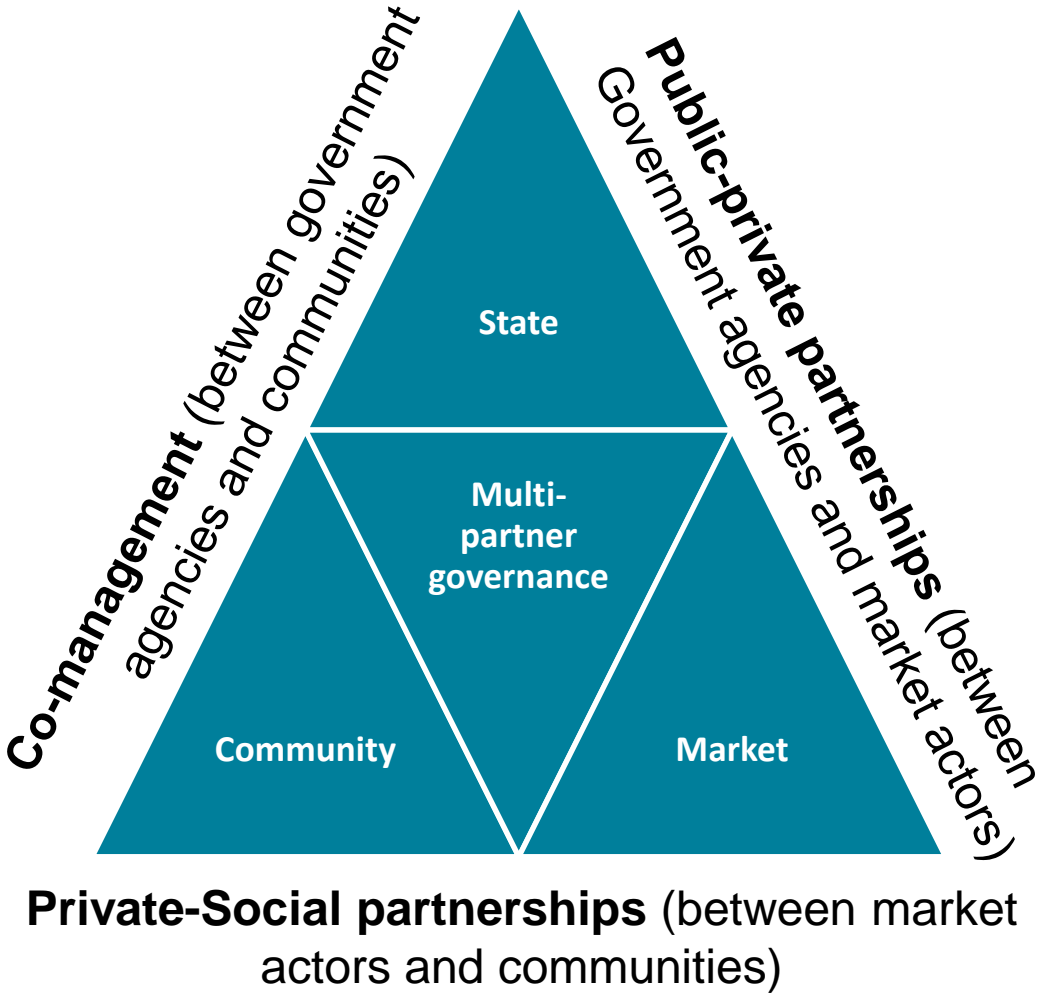 Co-management (between government
agencies and communities)
Public-private partnerships (between
Government agencies and market actors)
State
Multi-
partner
governance
Community
Market
Private-Social partnerships (between market
actors and communities)